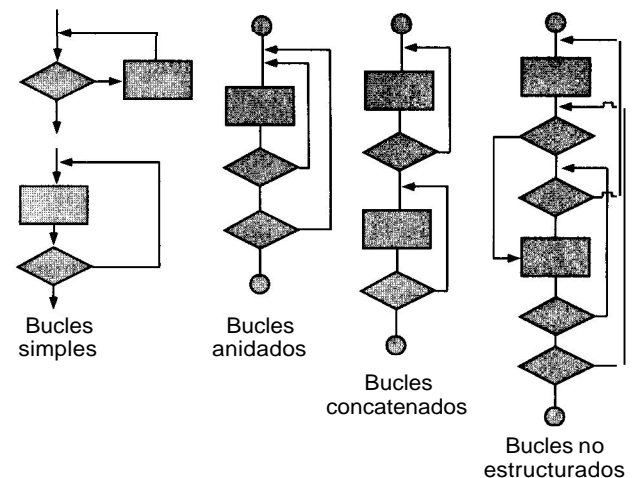 Bucles
simples
Bucles
anidados
Bucles
concatenados
Bucles no
estructurados